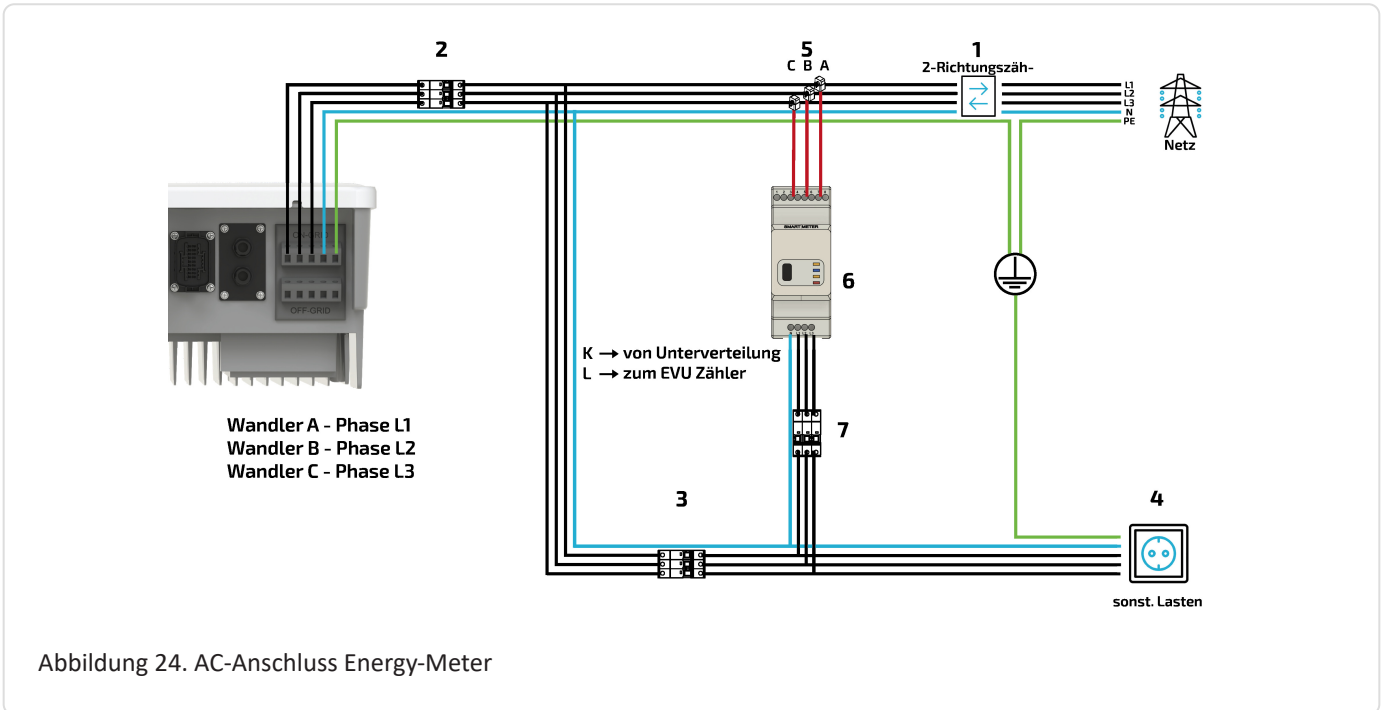 2
5
1
C B A
2-Richtungszäh-
L1
L2
L3
N
PE
Netz
ON-GRID
OFF-GRID
SMART METER
6
K → von Unterverteilung
L → zum EVU Zähler
7
Wandler A - Phase L1
Wandler B - Phase L2
Wandler C - Phase L3
3
4
sonst. Lasten
Abbildung 24. AC-Anschluss Energy-Meter